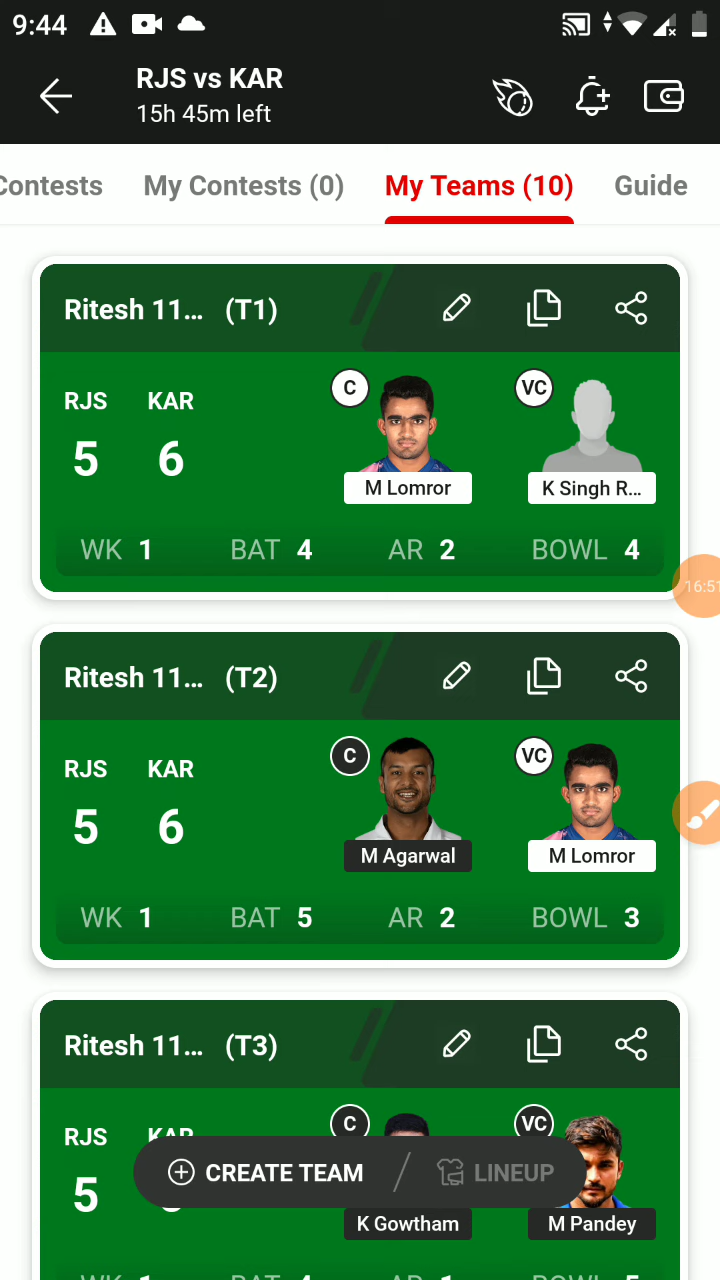 9:44
RJS vs KAR
15h 45m left
Contests My Contests (0) My Teams (10) Guide
Ritesh 11... (T1)
C VC
RJS KAR
5 6
M Lomror K Singh R...
WK 1 BAT 4 AR 2 BOWL 4
16:51
Ritesh 11... (T2)
C VC
RJS KAR
5 6
M Agarwal M Lomror
WK 1 BAT 5 AR 2 BOWL 3
Ritesh 11... (T3)
C VC
RJS KAR
5
CREATE TEAM LINEUP
K Gowtham M Pandey